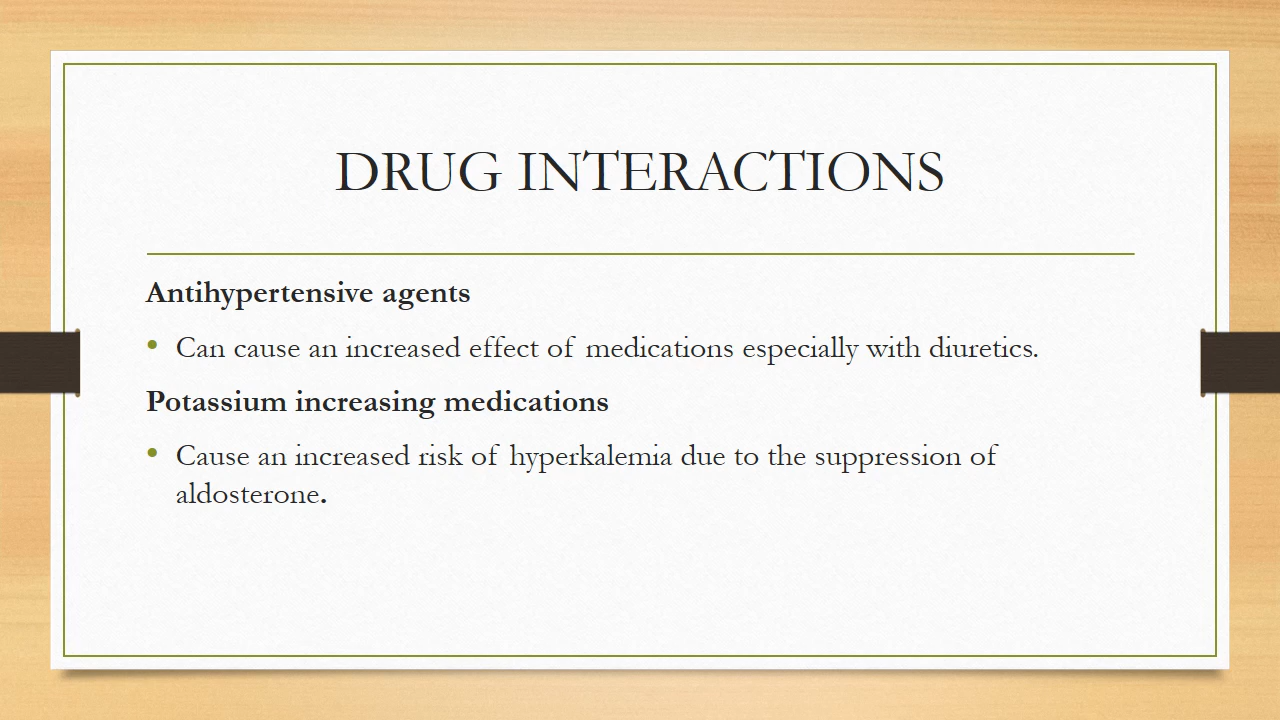 DRUG INTERACTIONS
Antihypertensive agents
• Can cause an increased effect of medications especially with diuretics.
Potassium increasing medications
• Cause an increased risk of hyperkalemia due to the suppression of
aldosterone.